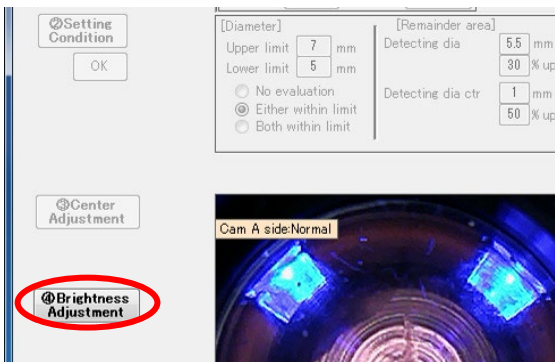 ②Setting
Condition
OK
[Diameter]
Upper limit 7 mm
Lower limit 5 mm
No evaluation
Either within limit
Both within limit
[Remainder area]
Detecting dia 5.5 mm
30 % up
Detecting dia ctr 1 mm
50 % up
③Center
Adjustment
Cam A side:Normal
④Brightness
Adjustment